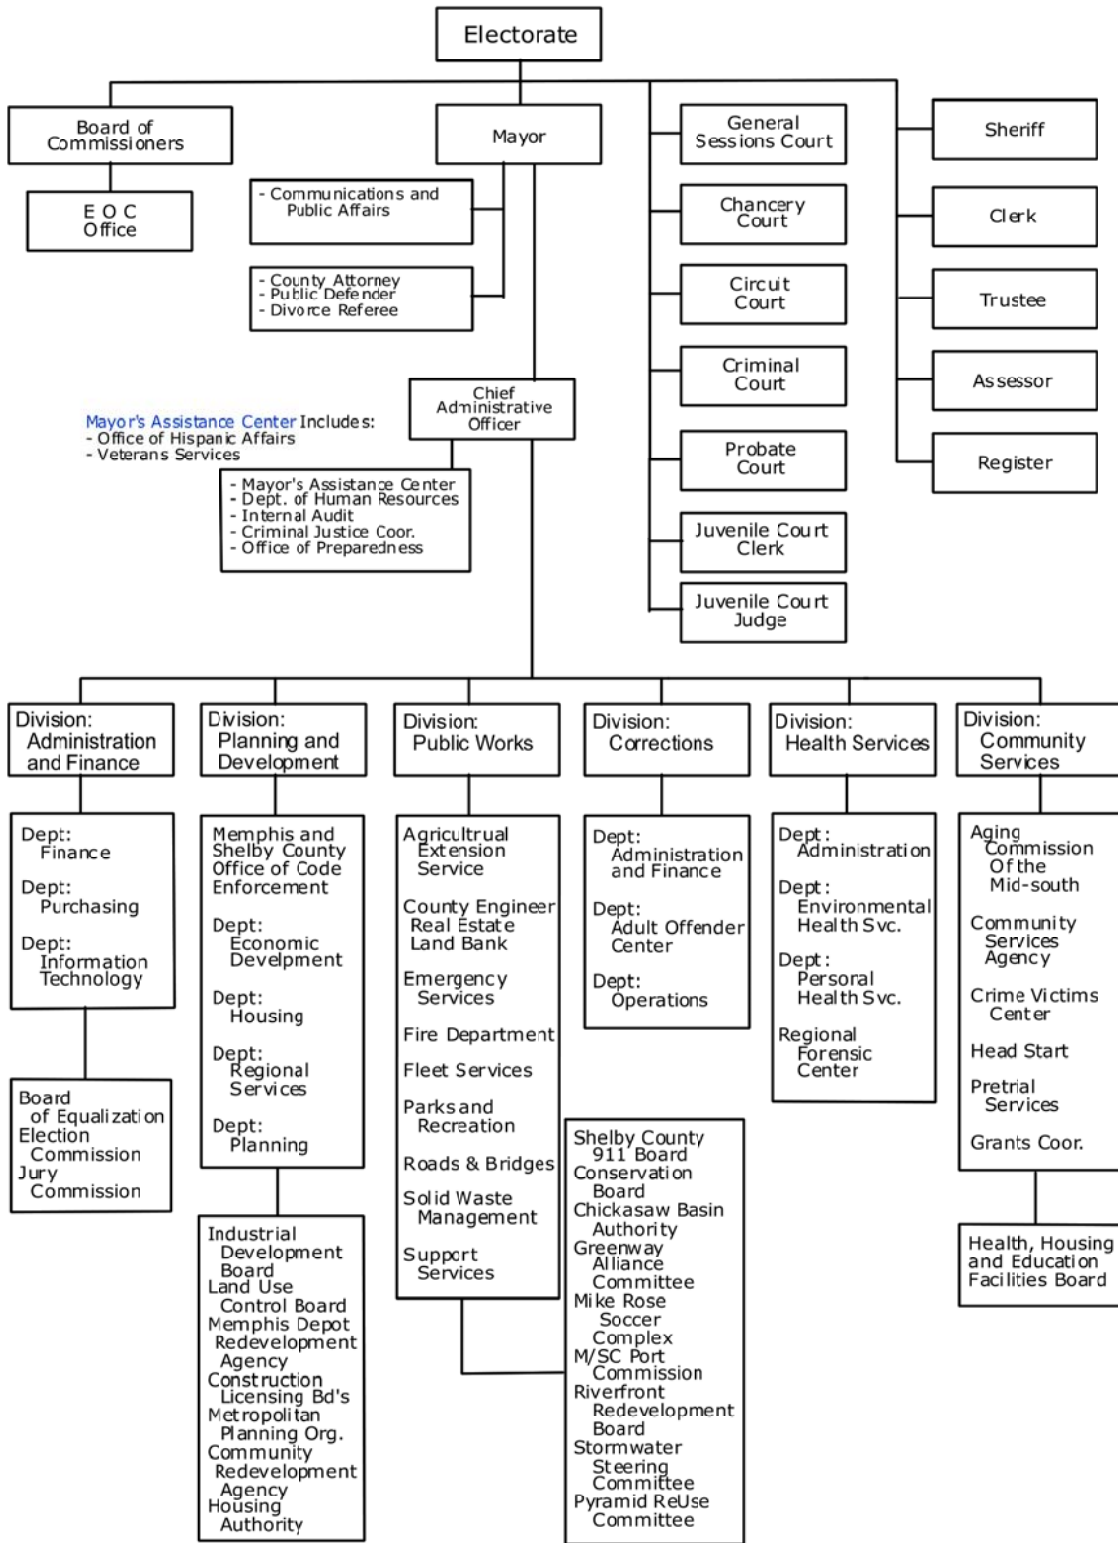 Electorate
Board of
Commissioners
E O C
Office
Mayor
- Communications and
Public Affairs
- County Attorney
- Public Defender
- Divorce Referee
General
Sessions Court
Chancery
Court
Circuit
Court
Criminal
Court
Probate
Court
Juvenile Court
Clerk
Juvenile Court
Judge
Sheriff
Clerk
Trustee
Assessor
Register
Chief
Administrative
Officer
Mayor's Assistance Center Includes:
- Office of Hispanic Affairs
- Veterans Services
- Mayor's Assistance Center
- Dept. of Human Resources
- Internal Audit
- Criminal Justice Coor.
- Office of Preparedness
Division:
Administration
and Finance
Dept:
Finance
Dept:
Purchasing
Dept:
Information
Technology
Board
of Equalization
Election
Commission
Jury
Commission
Division:
Planning and
Development
Memphis and
Shelby County
Office of Code
Enforcement
Dept:
Economic
Develpment
Dept:
Housing
Dept:
Regional
Services
Dept:
Planning
Industrial
Development
Board
Land Use
Control Board
Memphis Depot
Redevelopment
Agency
Construction
Licensing Bd's
Metropolitan
Planning Org.
Community
Redevelopment
Agency
Housing
Authority
Division:
Public Works
Agricultrual
Extension
Service
County Engineer
Real Estate
Land Bank
Emergency
Services
Fire Department
Fleet Services
Parks and
Recreation
Roads & Bridges
Solid Waste
Management
Support
Services
Shelby County
911 Board
Conservation
Board
Chickasaw Basin
Authority
Greenway
Alliance
Committee
Mike Rose
Soccer
Complex
M/SC Port
Commission
Riverfront
Redevelopment
Board
Stormwater
Steering
Committee
Pyramid ReUse
Committee
Division:
Corrections
Dept:
Administration
and Finance
Dept:
Adult Offender
Center
Dept:
Operations
Division:
Health Services
Dept:
Administration
Dept:
Environmental
Health Svc.
Dept:
Personal
Health Svc.
Regional
Forensic
Center
Division:
Community
Services
Aging
Commission
Of the
Mid-south
Community
Services
Agency
Crime Victims
Center
Head Start
Pretrial
Services
Grants Coor.
Health, Housing
and Education
Facilities Board